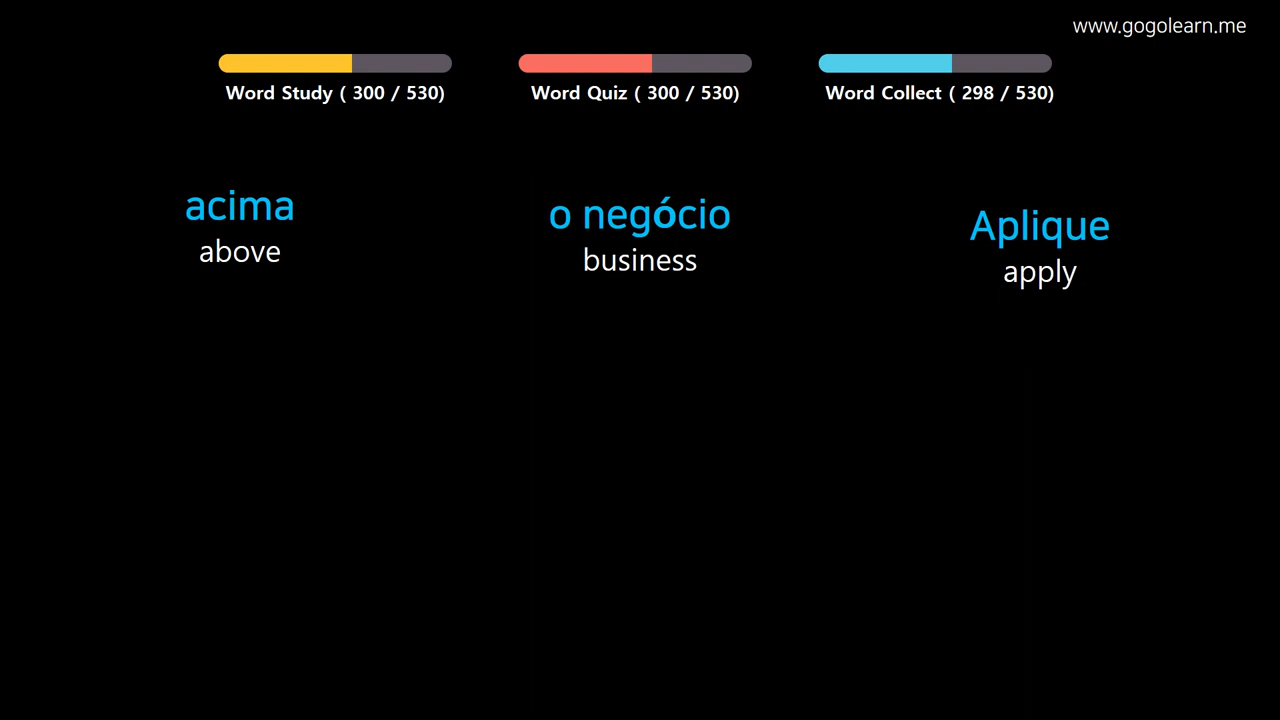 www.gogolearn.me
Word Study ( 300 / 530)
Word Quiz ( 300 / 530)
Word Collect ( 298 / 530)
acima
above
o negócio
business
Aplique
apply